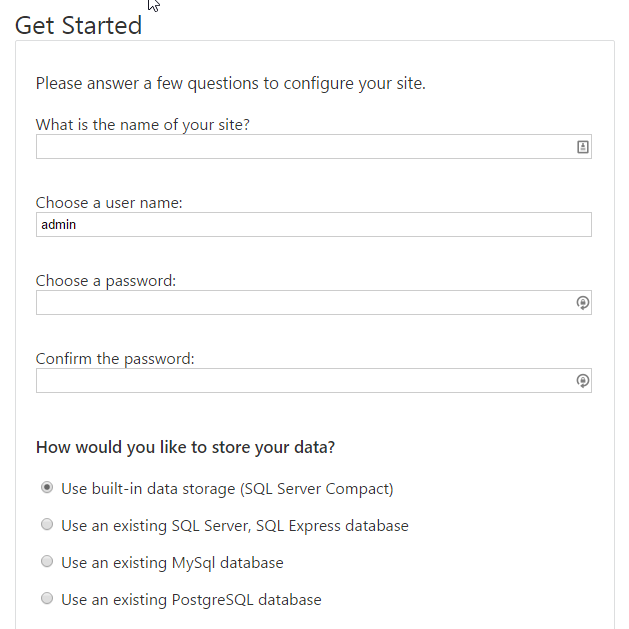 Get Started
Please answer a few questions to configure your site.
What is the name of your site?
Choose a user name:
admin
Choose a password:
Confirm the password:
How would you like to store your data?
Use built-in data storage (SQL Server Compact)
Use an existing SQL Server, SQL Express database
Use an existing MySql database
Use an existing PostgreSQL database